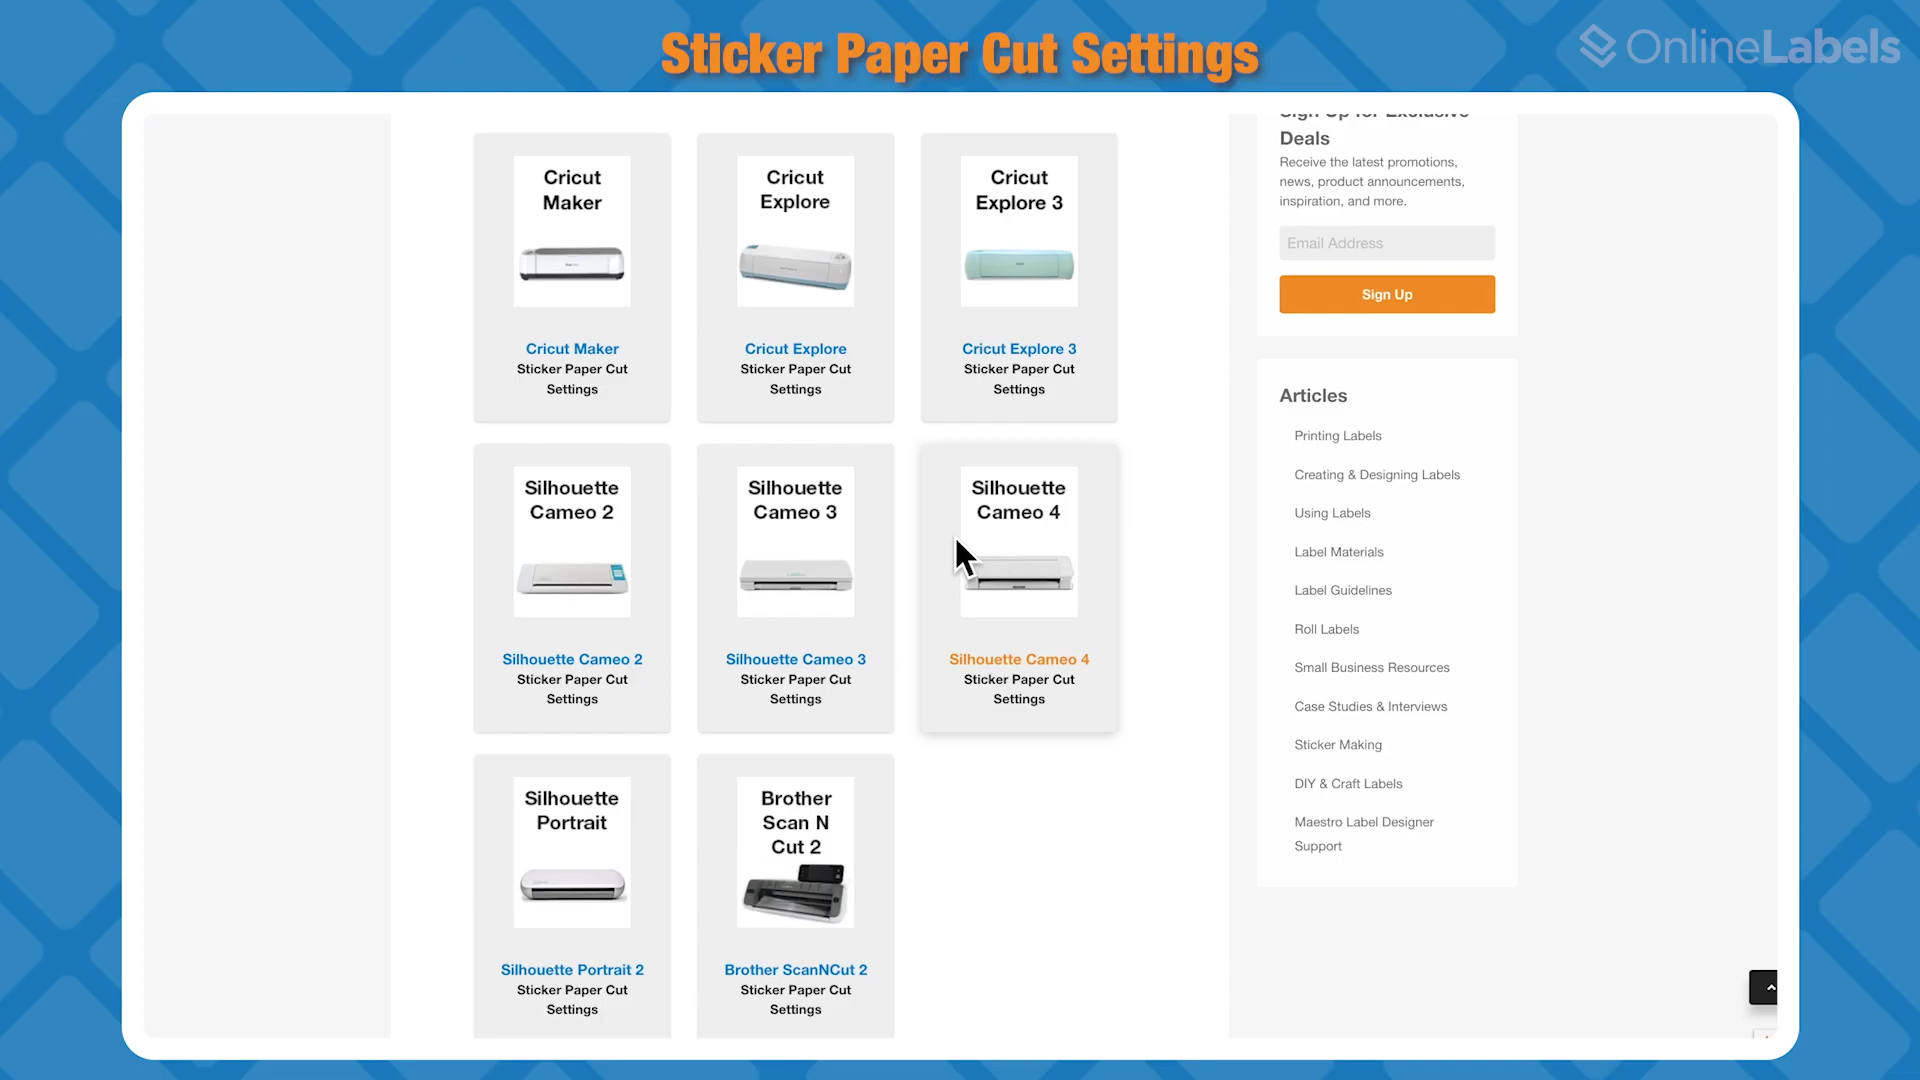 Sticker Paper Cut Settings
OnlineLabels
Cricut
Maker
Cricut Maker
Sticker Paper Cut
Settings
Cricut
Explore
Cricut Explore
Sticker Paper Cut
Settings
Cricut
Explore 3
Cricut Explore 3
Sticker Paper Cut
Settings
Silhouette
Cameo 2
Silhouette Cameo 2
Sticker Paper Cut
Settings
Silhouette
Cameo 3
Silhouette Cameo 3
Sticker Paper Cut
Settings
Silhouette
Cameo 4
Silhouette Cameo 4
Sticker Paper Cut
Settings
Silhouette
Portrait
Silhouette Portrait 2
Sticker Paper Cut
Settings
Brother
Scan N
Cut 2
Brother ScanNCut 2
Sticker Paper Cut
Settings
Sign Up for Exclusive
Deals
Receive the latest promotions,
news, product announcements,
inspiration, and more.
Email Address
Sign Up
Articles
Printing Labels
Creating & Designing Labels
Using Labels
Label Materials
Label Guidelines
Roll Labels
Small Business Resources
Case Studies & Interviews
Sticker Making
DIY & Craft Labels
Maestro Label Designer
Support